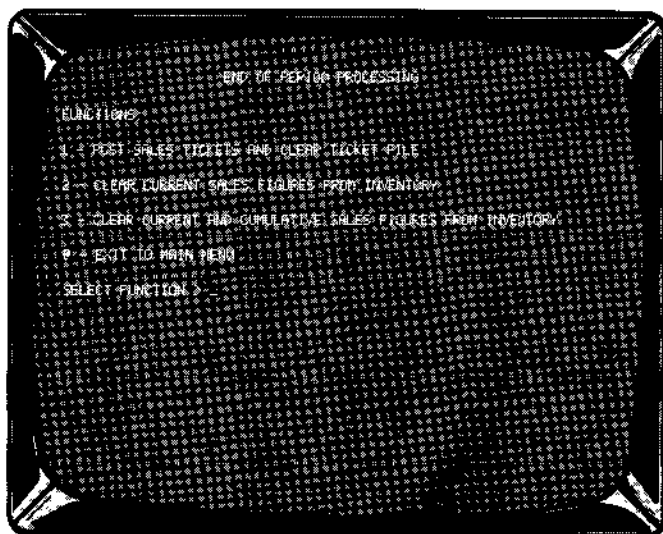 END OF PERIOD PROCESSING
FUNCTIONS
1 - POST SALES TICKETS AND CLEAR TICKET FILE
2 - CLEAR CURRENT SALES FIGURES FROM INVENTORY
3 - CLEAR CURRENT AND CUMULATIVE SALES FIGURES FROM INVENTORY
0 - EXIT TO MAIN MENU
SELECT FUNCTION > _